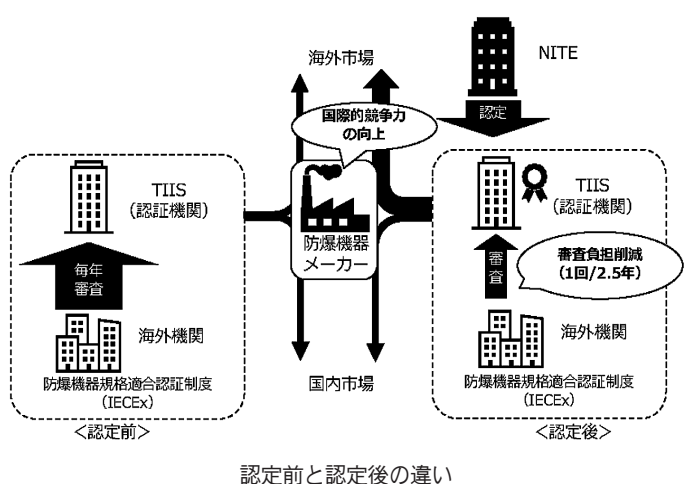 海外市場
NITE
認定
国際的競争力
の向上
TIIS
(認証機関)
毎年
審査
海外機関
防爆機器規格適合認証制度
(IECEx)
<認定前>
防爆機器
メーカー
国内市場
TIIS
(認証機関)
審査
審査負担削減
(1回/2.5年)
海外機関
防爆機器規格適合認証制度
(IECEx)
<認定後>
認定前と認定後の違い